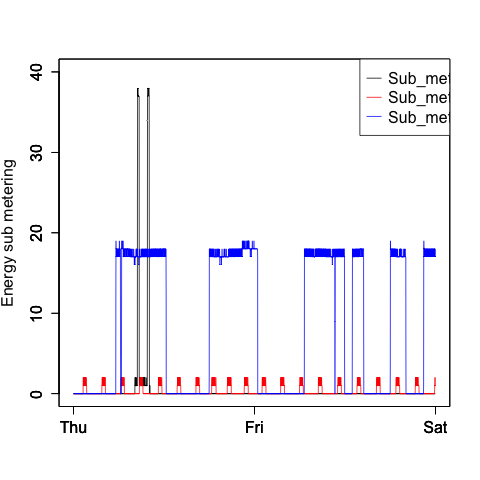 Energy sub metering
40
30
20
10
0
Thu
Fri
Sat
Sub_met
Sub_met
Sub_met